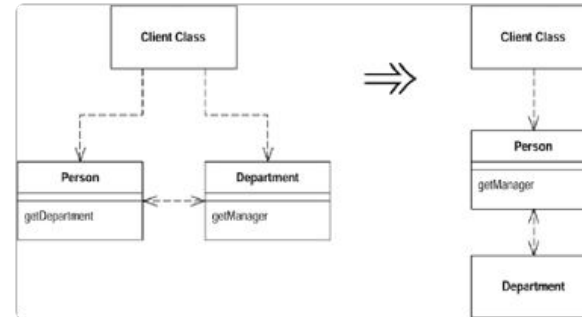 Client Class
Person
getDepartment
Department
getManager
Client Class
Person
getManager
Department